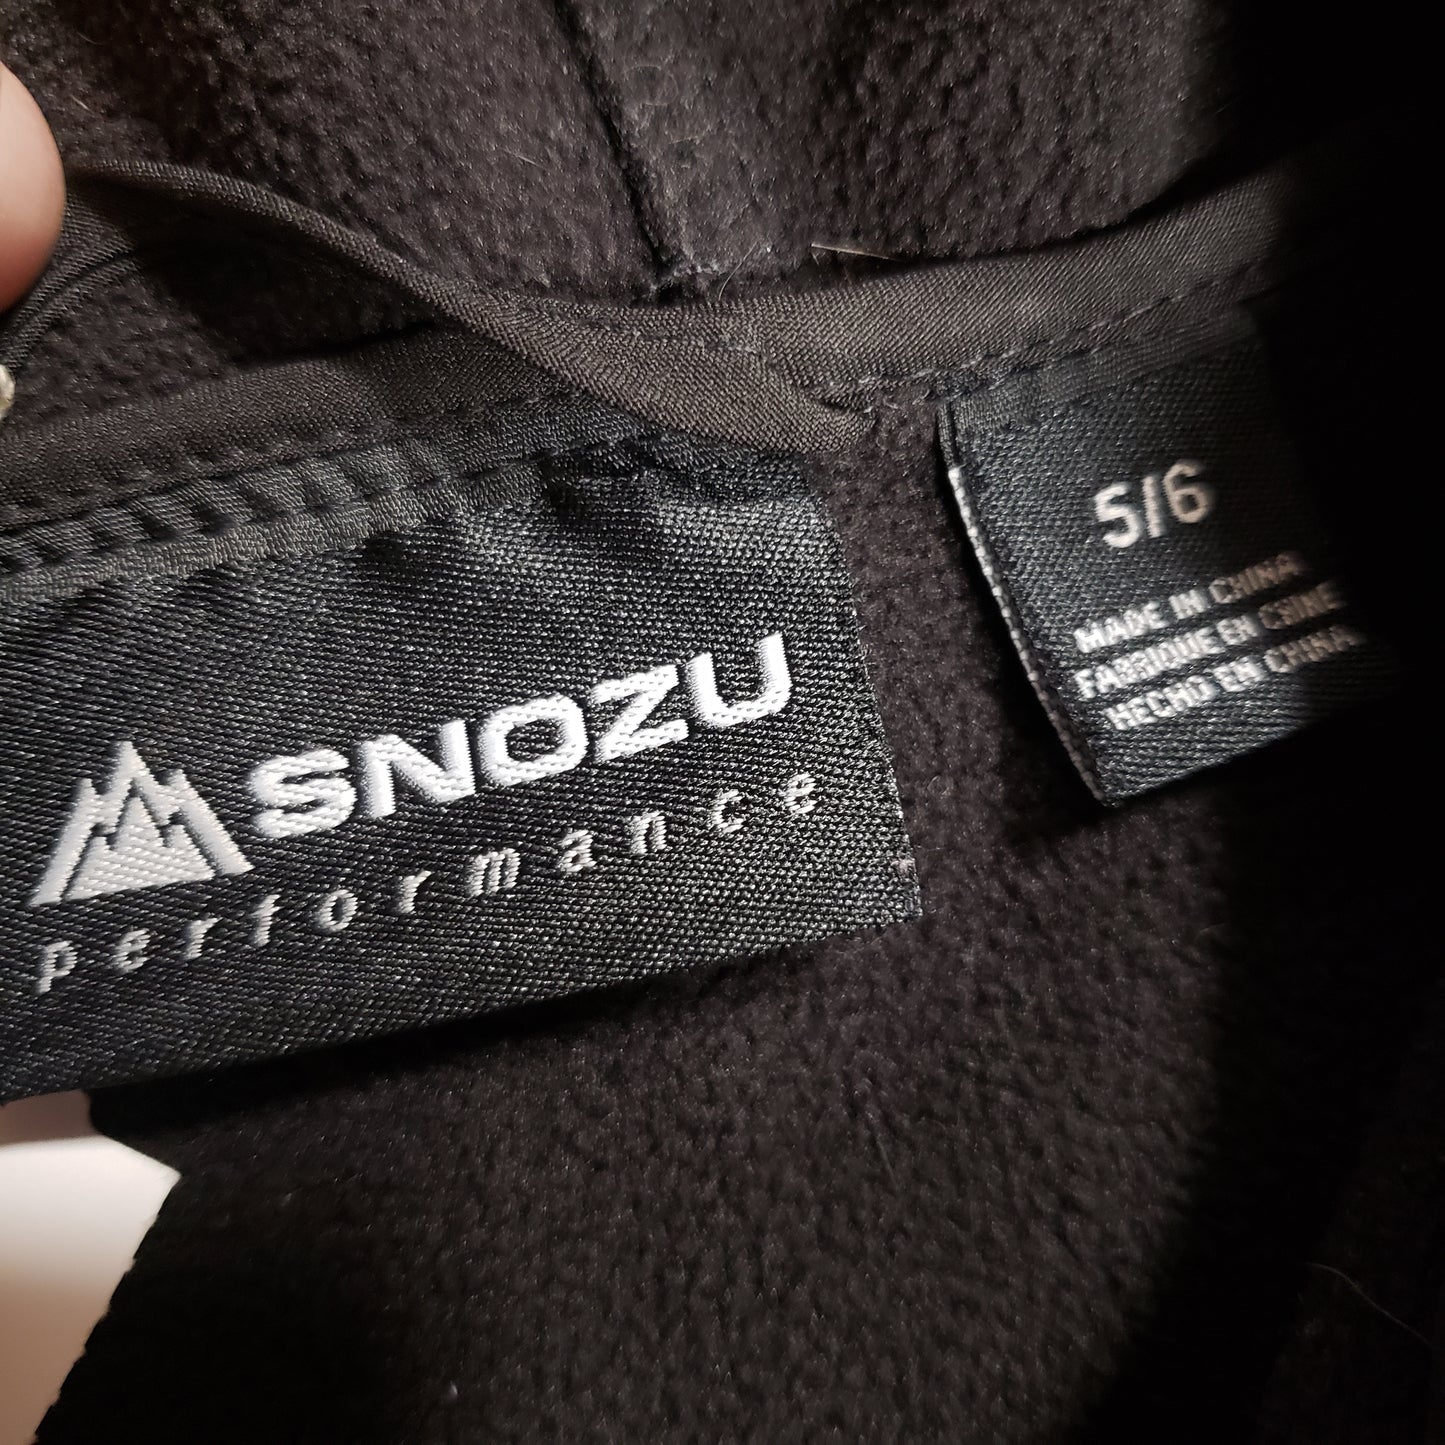 SNOZU
performance
5/6
MADE IN CHINA
FABRIQUE EN CHINE
HECHO EN CHINA